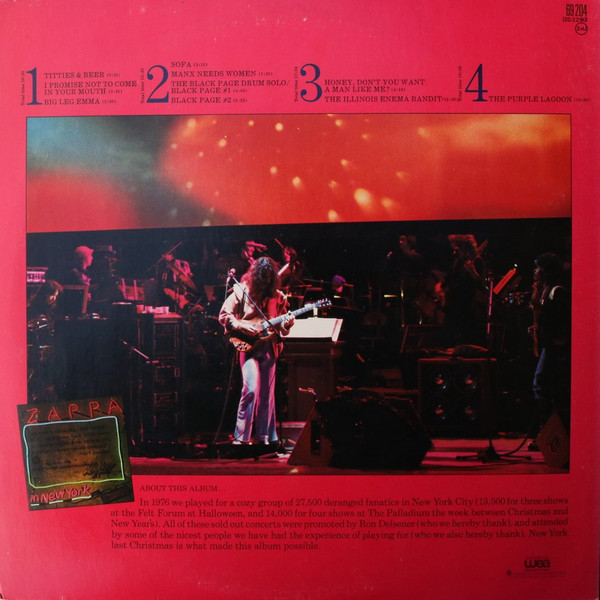 69 204
1
TITTIES & BEER
I PROMISE NOT TO COME
IN YOUR MOUTH
BIG LEG EMMA
2
SOFA
MANX NEEDS WOMEN
THE BLACK PAGE DRUM SOLO/
BLACK PAGE #1
BLACK PAGE #2
3
HONEY, DON'T YOU WANT
A MAN LIKE ME?
THE ILLINOIS ENEMA BANDIT
4
THE PURPLE LAGOON
ZAPPA
in New York
ABOUT THIS ALBUM...
In 1976 we played for a cozy group of 27,500 deranged fanatics in New York City (13,500 for three shows
at the Felt Forum at Halloween, and 14,000 for four shows at The Palladium the week between Christmas and
New Year's). All of these sold out concerts were promoted by Ron Delsener (who we hereby thank), and attended
by some of the nicest people we have had the experience of playing for (who we also hereby thank). New York
last Christmas is what made this album possible.
wea